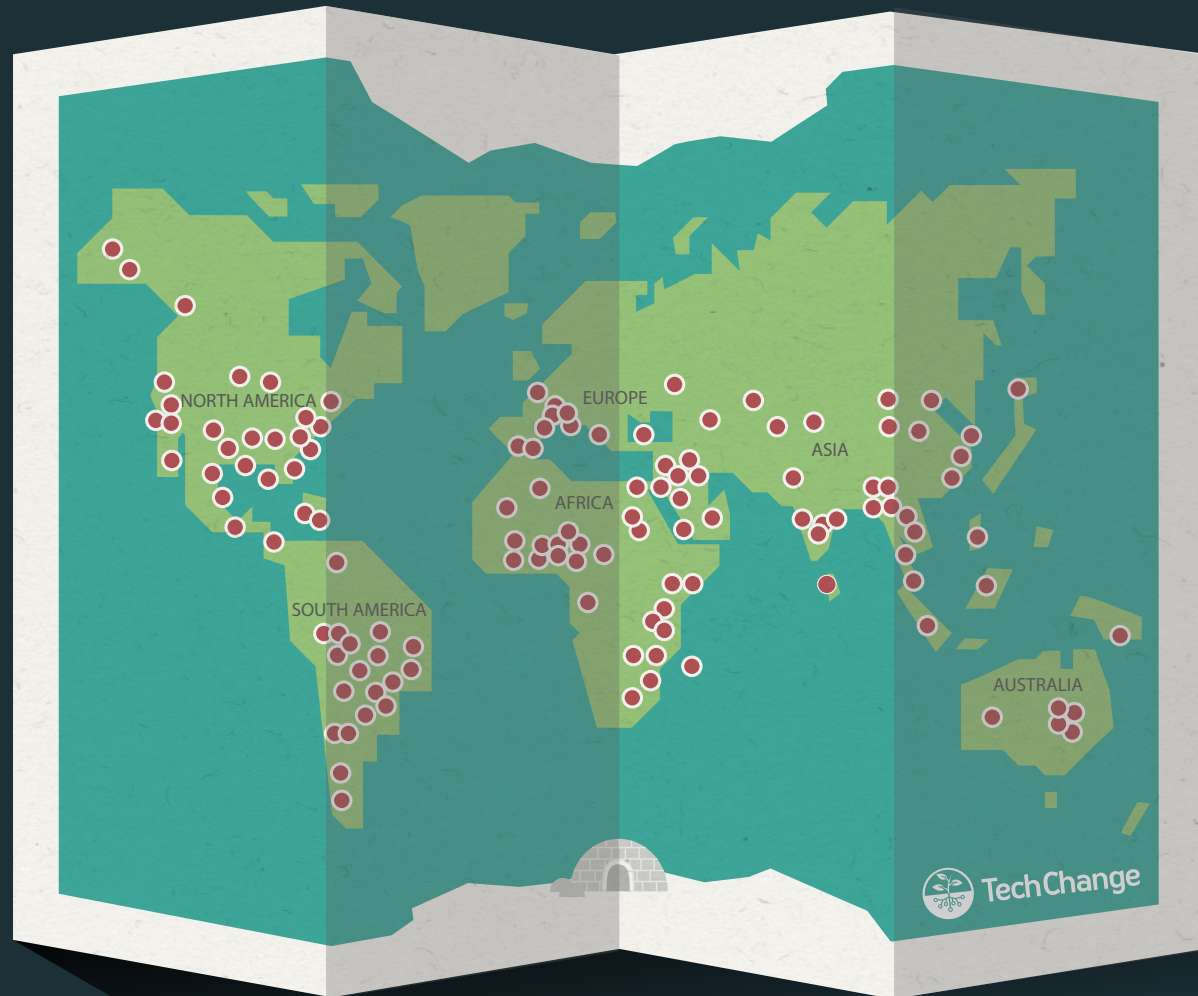 NORTH AMERICA
EUROPE
ASIA
AFRICA
SOUTH AMERICA
AUSTRALIA
TechChange